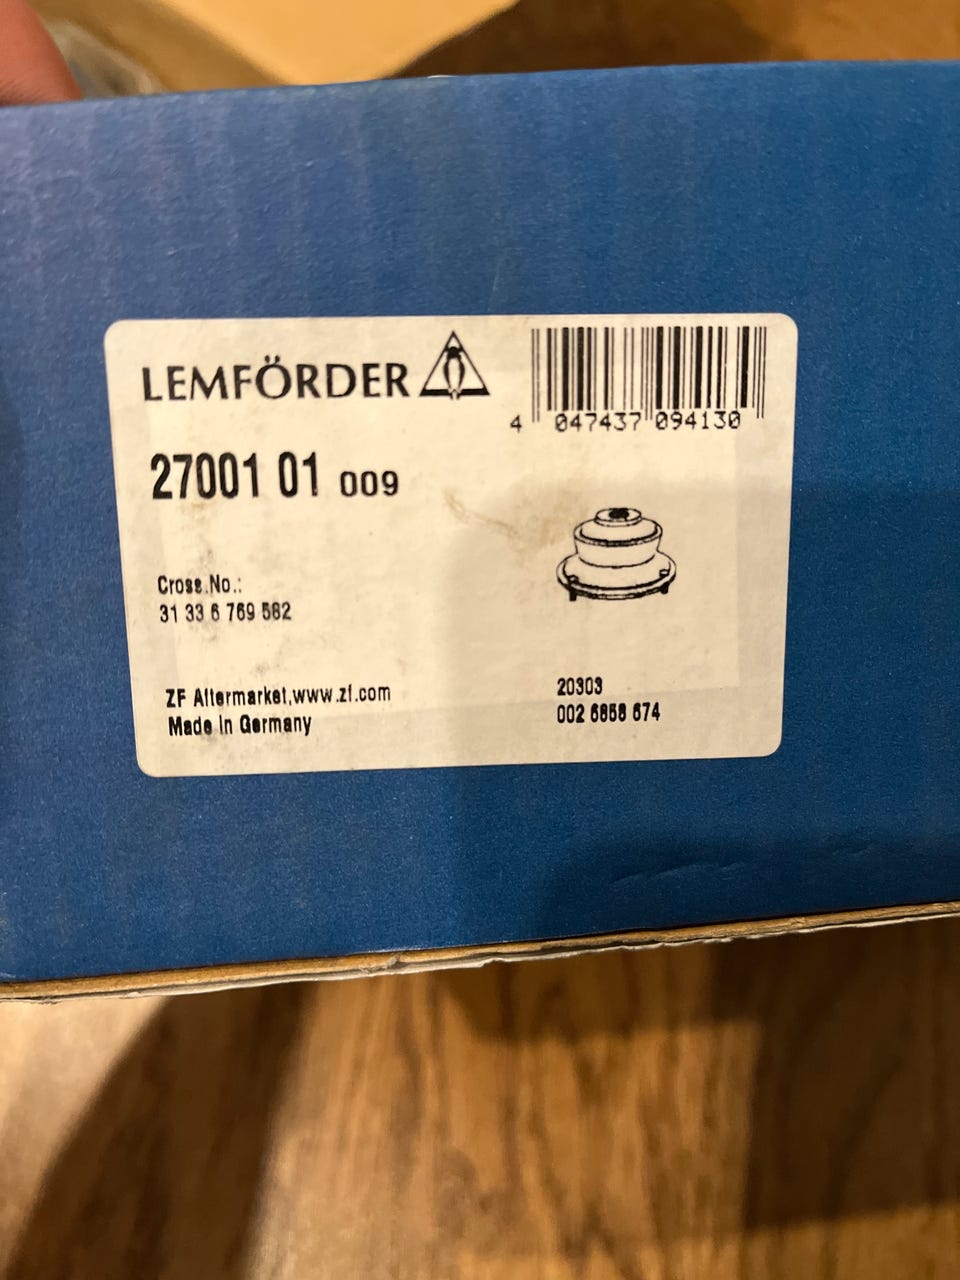 LEMFÖRDER
4 047437 094130
27001 01 009
Cross.No.:
31 33 6 769 582
ZF Aftermarket,www.zf.com
Made in Germany
20303
002 6858 674